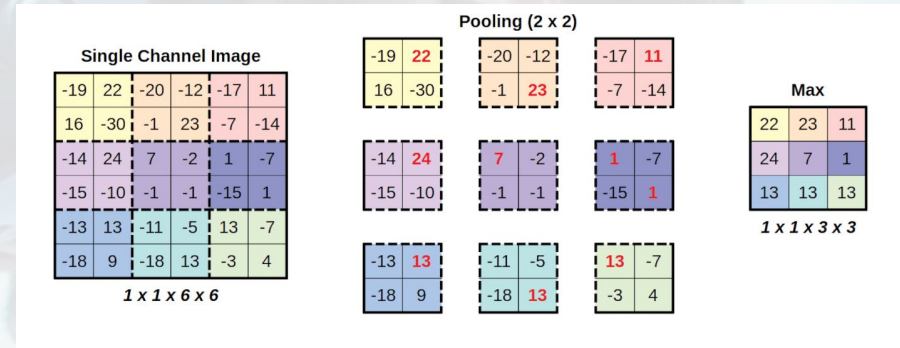 Pooling (2 x 2)
Single Channel Image
-19 22 -20 -12 -17 11
16 -30 -1 23 -7 -14
-14 24 7 -2 1 -7
-15 -10 -1 -1 -15 1
-13 13 -11 -5 13 -7
-18 9 -18 13 -3 4
1 x 1 x 6 x 6
-19 22 -20 -12 -17 11
16 -30 -1 23 -7 -14
-14 24 7 -2 1 -7
-15 -10 -1 -1 -15 1
-13 13 -11 -5 13 -7
-18 9 -18 13 -3 4
Max
22 23 11
24 7 1
13 13 13
1 x 1 x 3 x 3